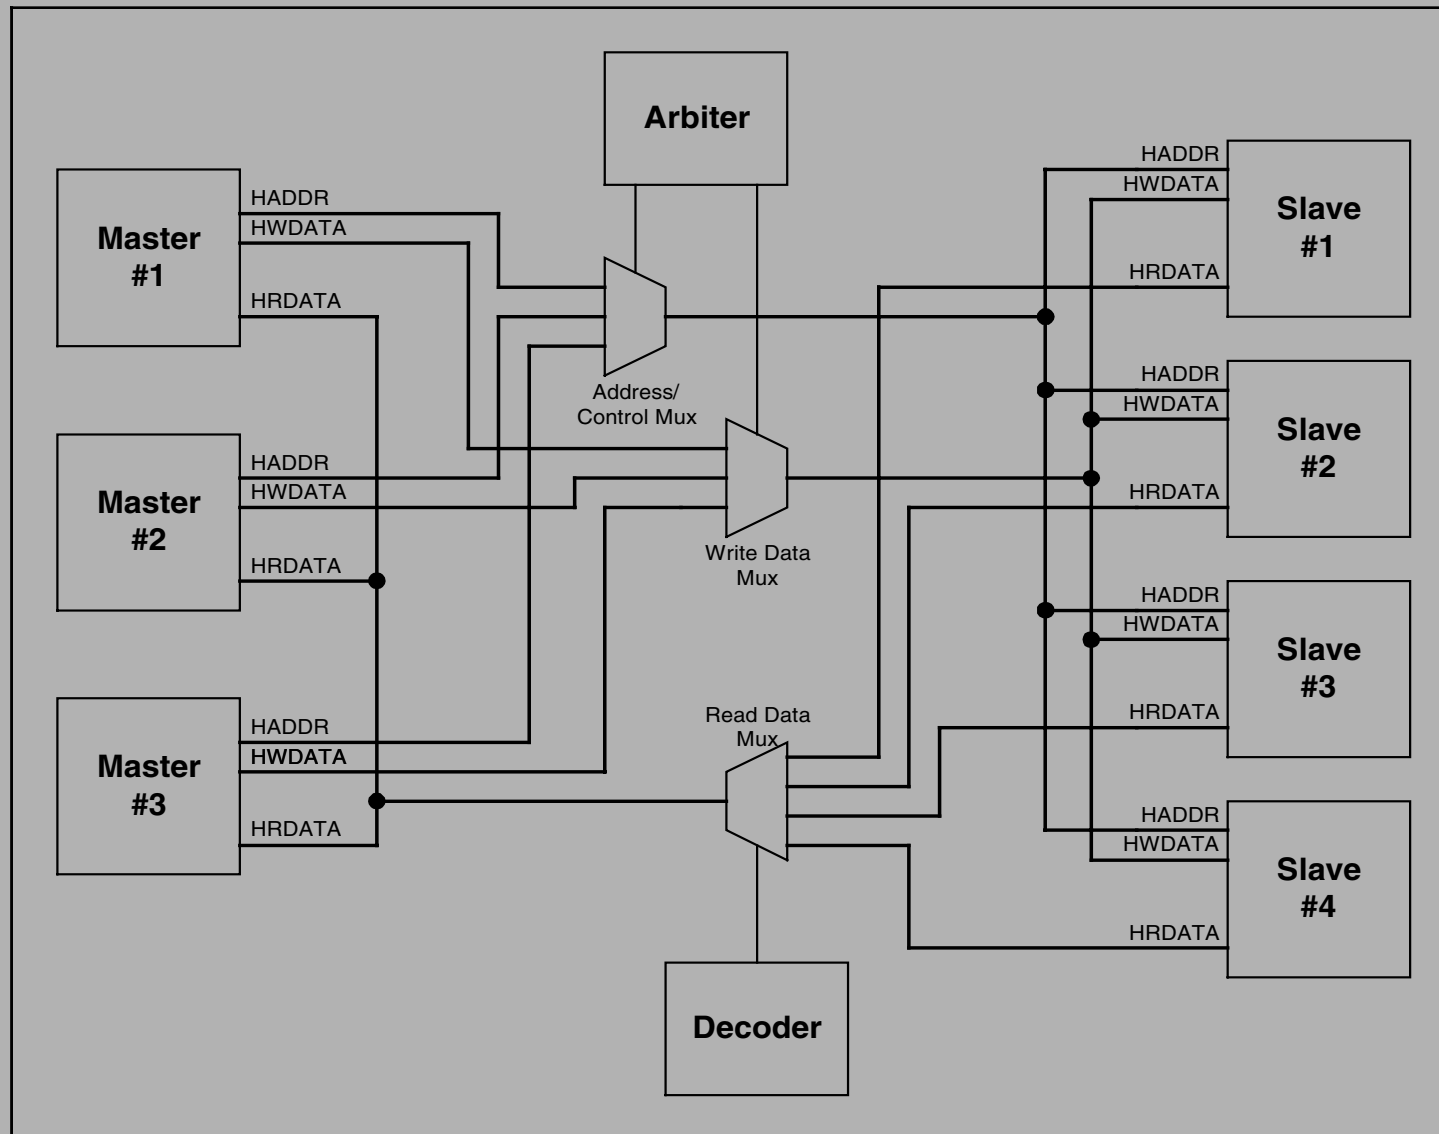 Arbiter
Master
#1
HADDR
HWDATA
HRDATA
Master
#2
HADDR
HWDATA
HRDATA
Master
#3
HADDR
HWDATA
HRDATA
Address/
Control Mux
Write Data
Mux
Read Data
Mux
Decoder
HADDR
HWDATA
HRDATA
Slave
#1
HADDR
HWDATA
HRDATA
Slave
#2
HADDR
HWDATA
HRDATA
Slave
#3
HADDR
HWDATA
HRDATA
Slave
#4